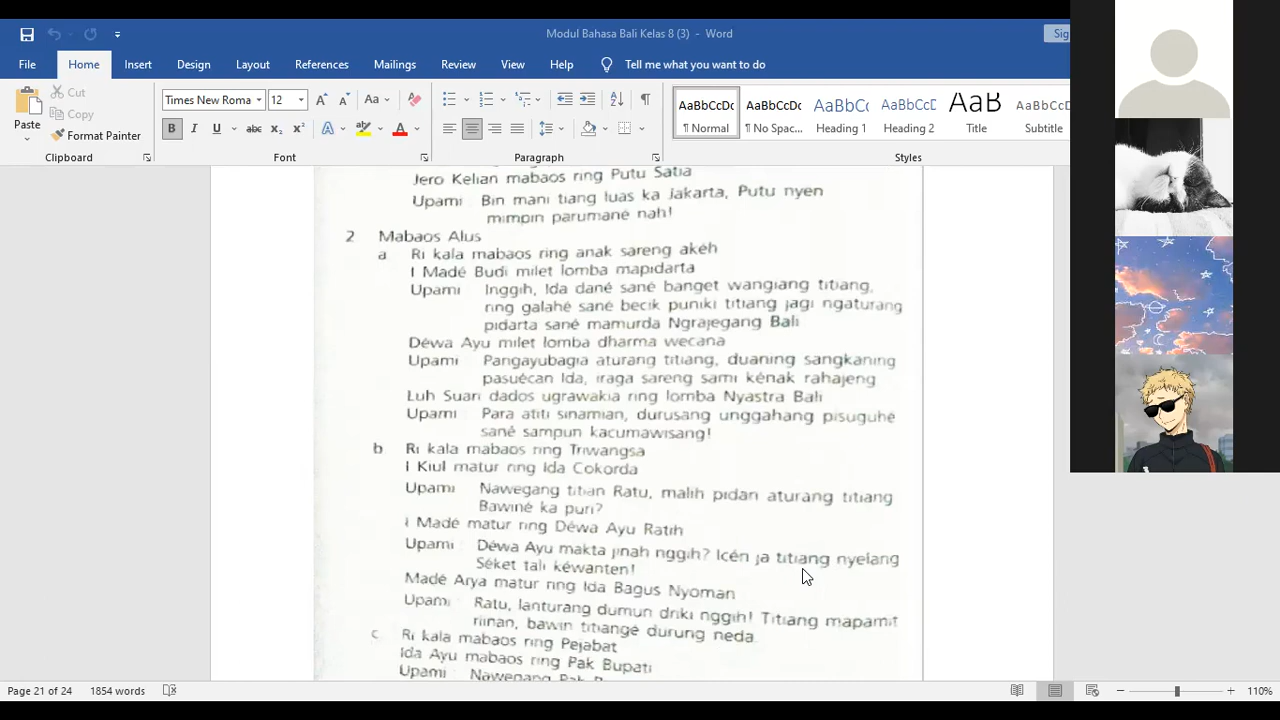 Modul Bahasa Bali Kelas 8 (3) - Word
Sig
File Home Insert Design Layout References Mailings Review View Help Tell me what you want to do
Cut
Copy
Paste
Format Painter
Times New Roma 12
AaBbCcDc AaBbCcDc AaBbCc AaBbCcD AaB AaBbCcD
¶ Normal ¶ No Spac... Heading 1 Heading 2 Title Subtitle
Clipboard Font Paragraph Styles
Jero Kelian mabaos ring Putu Satia
Upami Bin mani tiang luas ka Jakarta, Putu nyen
mimpin parumane nah!
2 Mabaos Alus
a Ri kala mabaos ring anak sareng akéh
I Madé Budi milet lomba mapidarta
Upami Inggih, Ida dané sané banget wangiang titiang,
ring galahé sané becik puniki titiang jagi ngaturang
pidarta sané mamurda Ngrajegang Bali
Déwa Ayu milet lomba dharma wecana
Upami Pangayubagia aturang titiang, duaning sangkaning
pasuécan Ida, iraga sareng sami kénak rahajeng
Luh Suari dados ugrawakia ring lomba Nyastra Bali
Upami Para atiti sinamian, durusang unggahang pisuguhe
sané sampun kacumawisang!
b Ri kala mabaos ring Triwangsa
I Kiul matur ring Ida Cokorda
Upami Nawegang titian Ratu, malih pidan aturang titiang
Bawiné ka puri?
I Madé matur ring Déwa Ayu Ratih
Upami Déwa Ayu makta jinah nggih? Icén ja titiang nyelang
Séket tali kéwanten!
Madé Arya matur ring Ida Bagus Nyoman
Upami Ratu, lanturang dumun driki nggih! Titiang mapamit
riinan, bawin titiangé durung neda
c Ri kala mabaos ring Pejabat
Ida Ayu mabaos ring Pak Bupati
Upami Nawegang Pak
Page 21 of 24 1854 words 110%